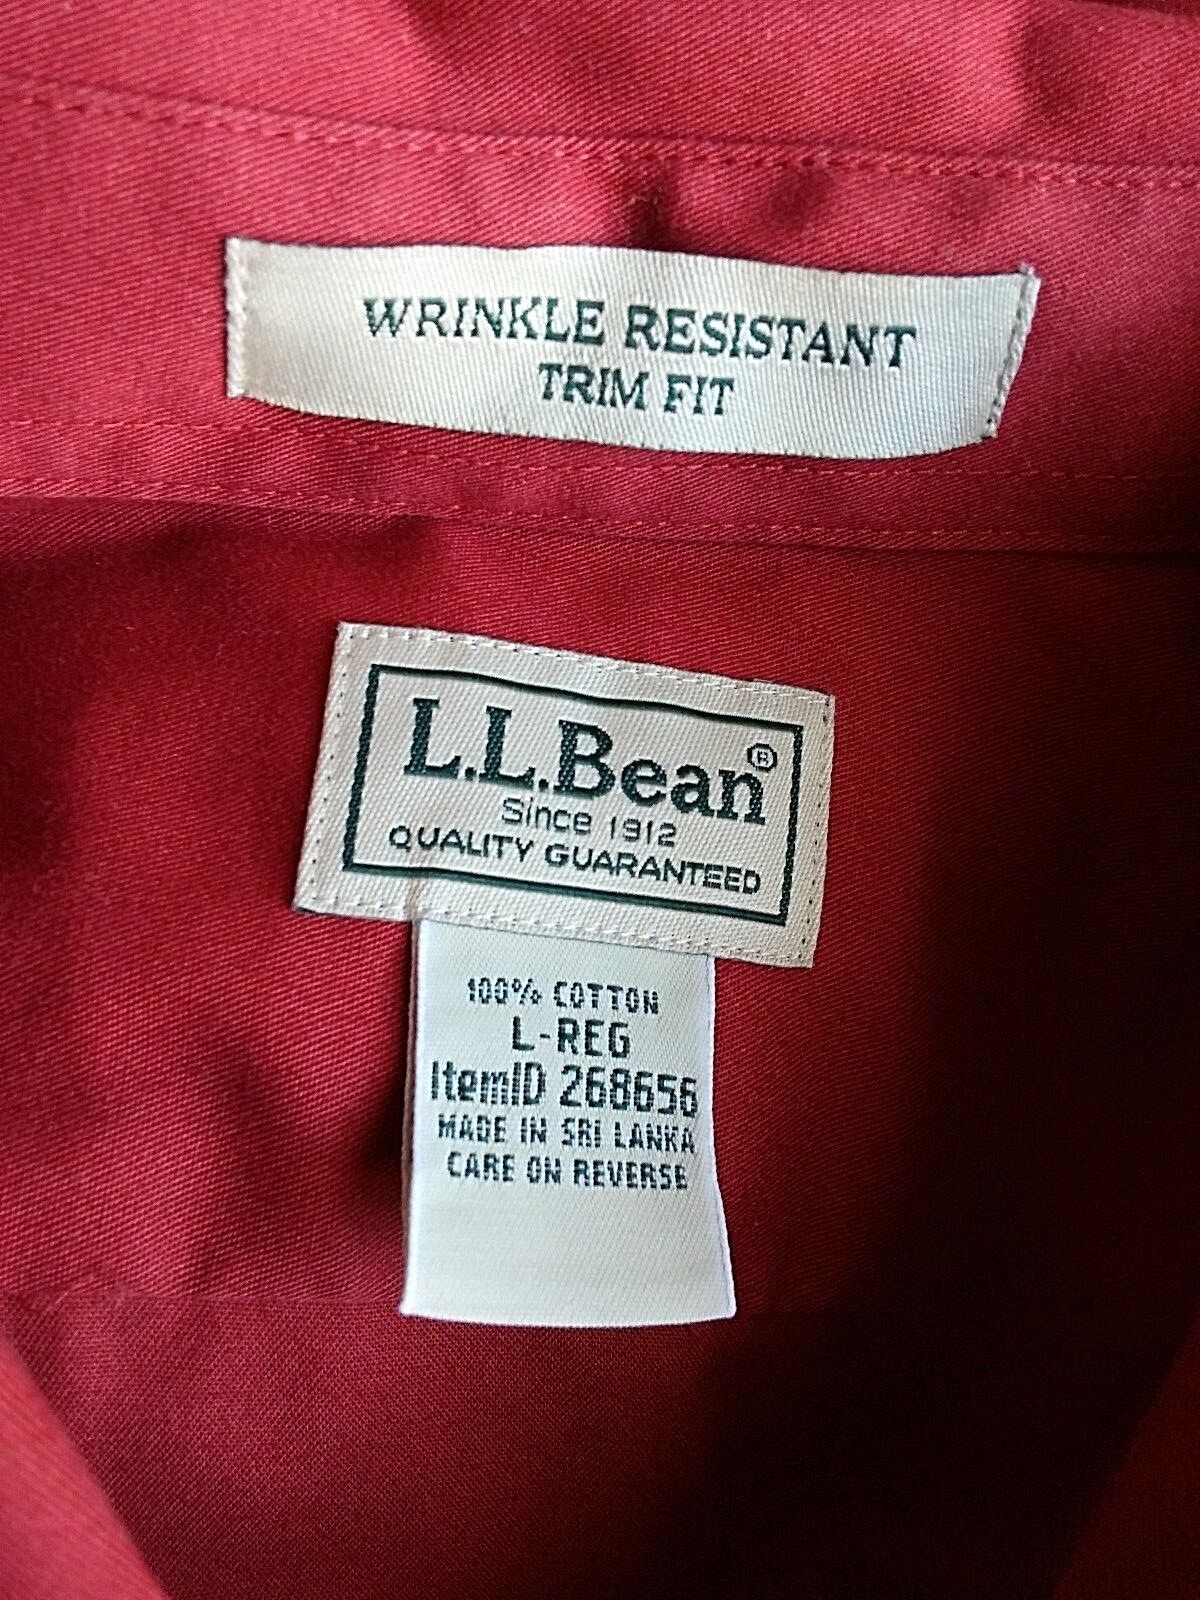 WRINKLE RESISTANT
TRIM FIT
L.L.Bean®
Since 1912
QUALITY GUARANTEED
100% COTTON
L-REG
ItemID 268656
MADE IN SRI LANKA
CARE ON REVERSE